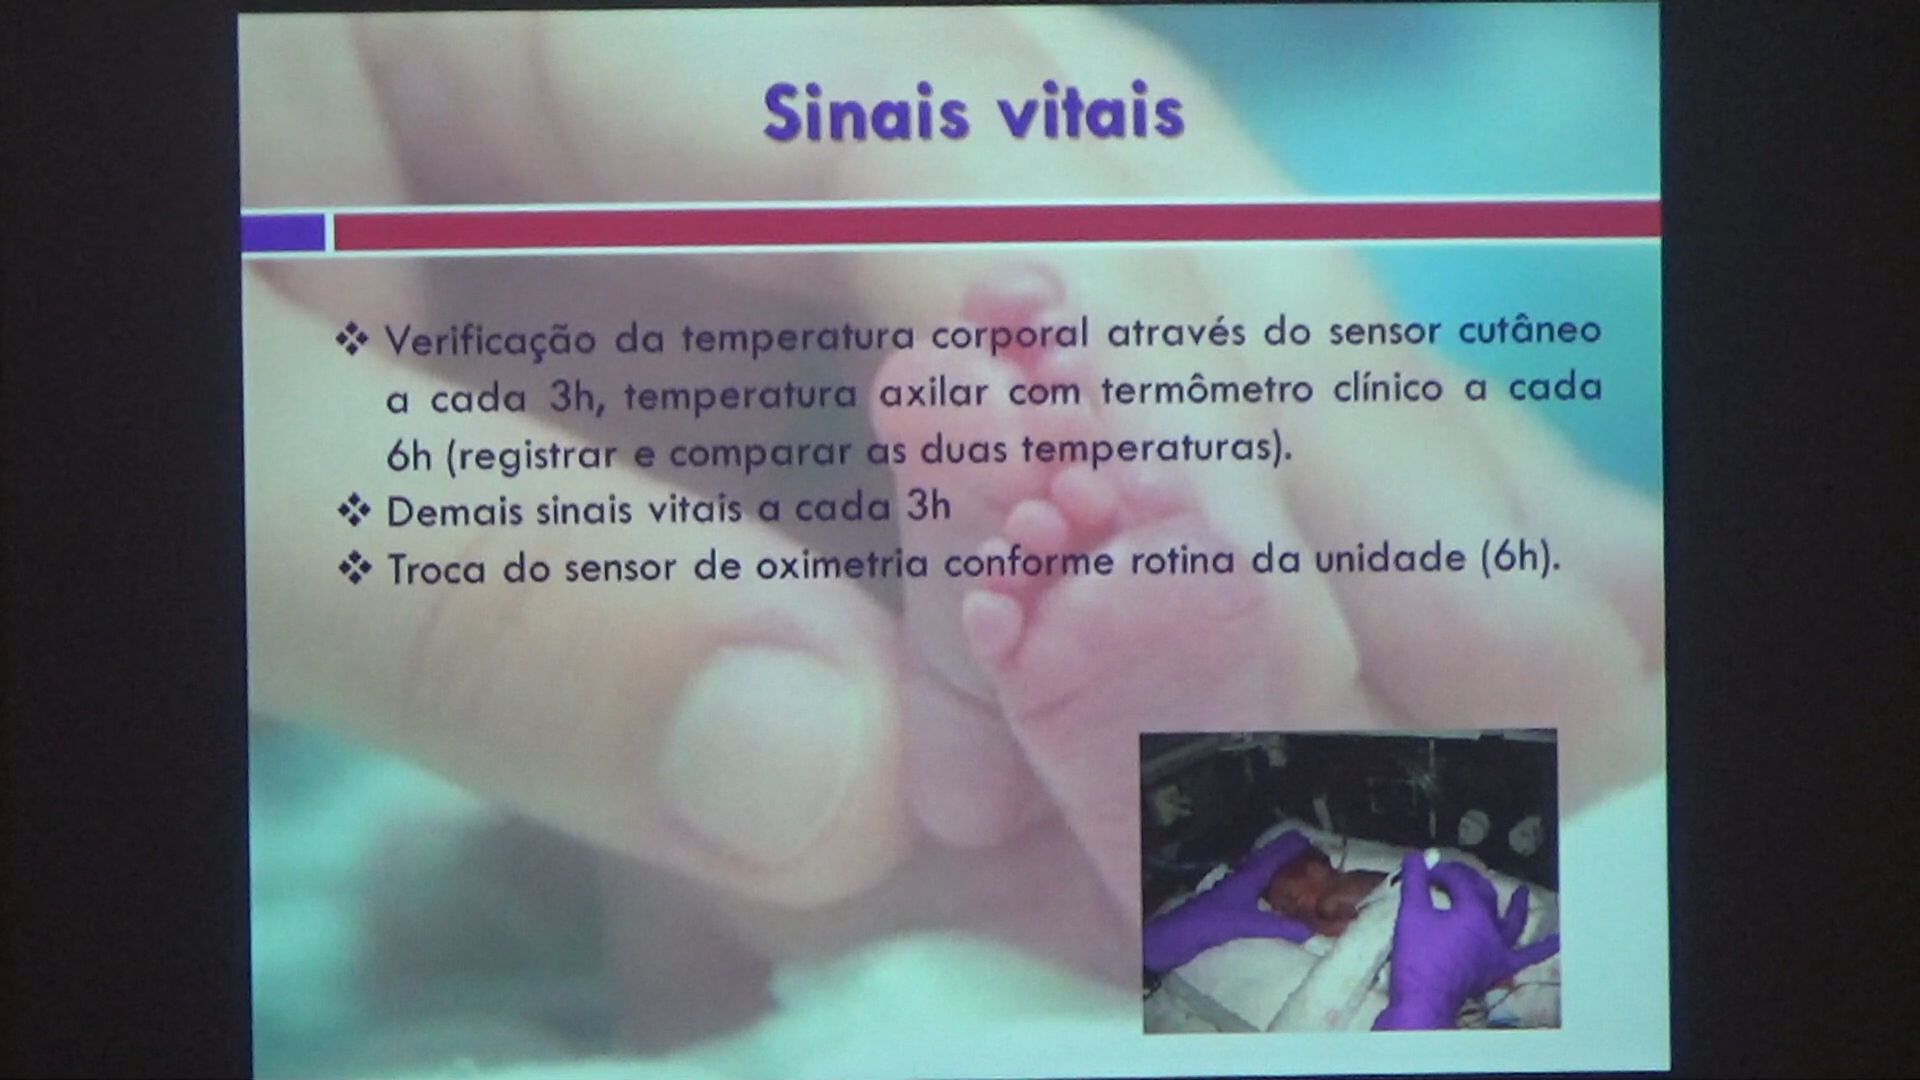 Sinais vitais
❖ Verificação da temperatura corporal através do sensor cutâneo
a cada 3h, temperatura axilar com termômetro clínico a cada
6h (registrar e comparar as duas temperaturas).
❖ Demais sinais vitais a cada 3h
❖ Troca do sensor de oximetria conforme rotina da unidade (6h).